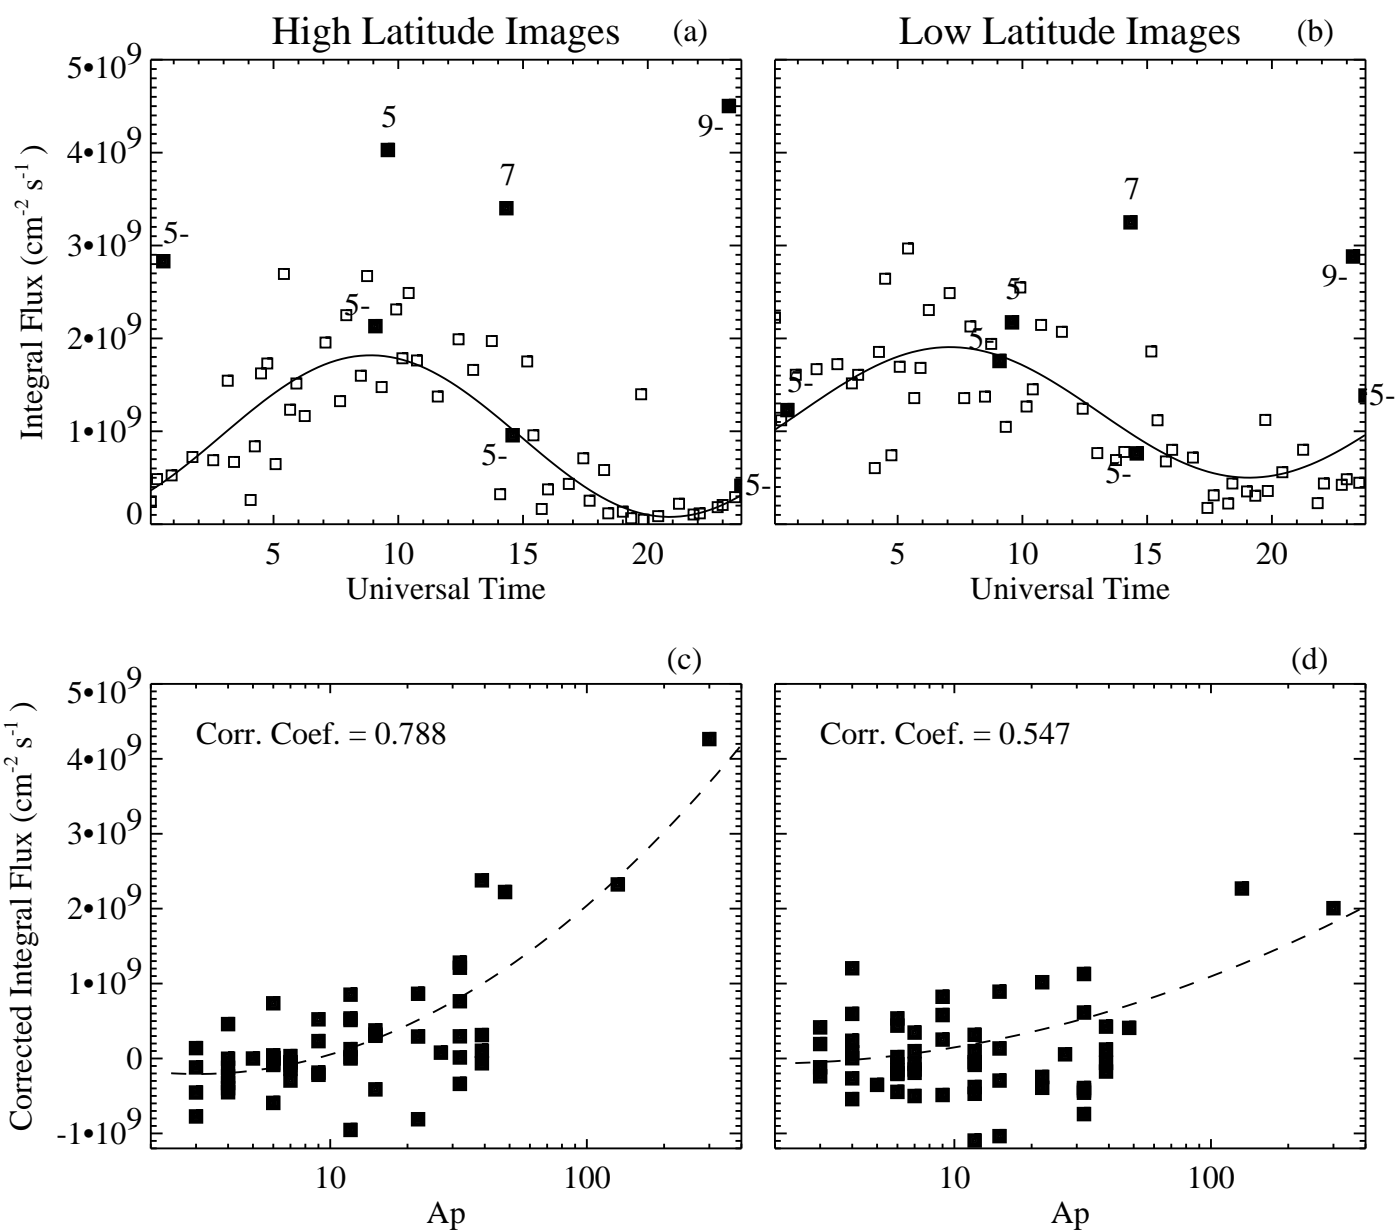 High Latitude Images (a)
Low Latitude Images (b)
Integral Flux (cm-2 s-1)
5•10^9
4•10^9
3•10^9
2•10^9
1•10^9
0
5-
5
7
9-
5-
5-
5-
5 10 15 20
Universal Time
7
9-
5
5-
5-
5-
5-
5 10 15 20
Universal Time
(c)
(d)
Corrected Integral Flux (cm-2 s-1)
5•10^9
4•10^9
3•10^9
2•10^9
1•10^9
0
-1•10^9
Corr. Coef. = 0.788
10 100
Ap
Corr. Coef. = 0.547
10 100
Ap